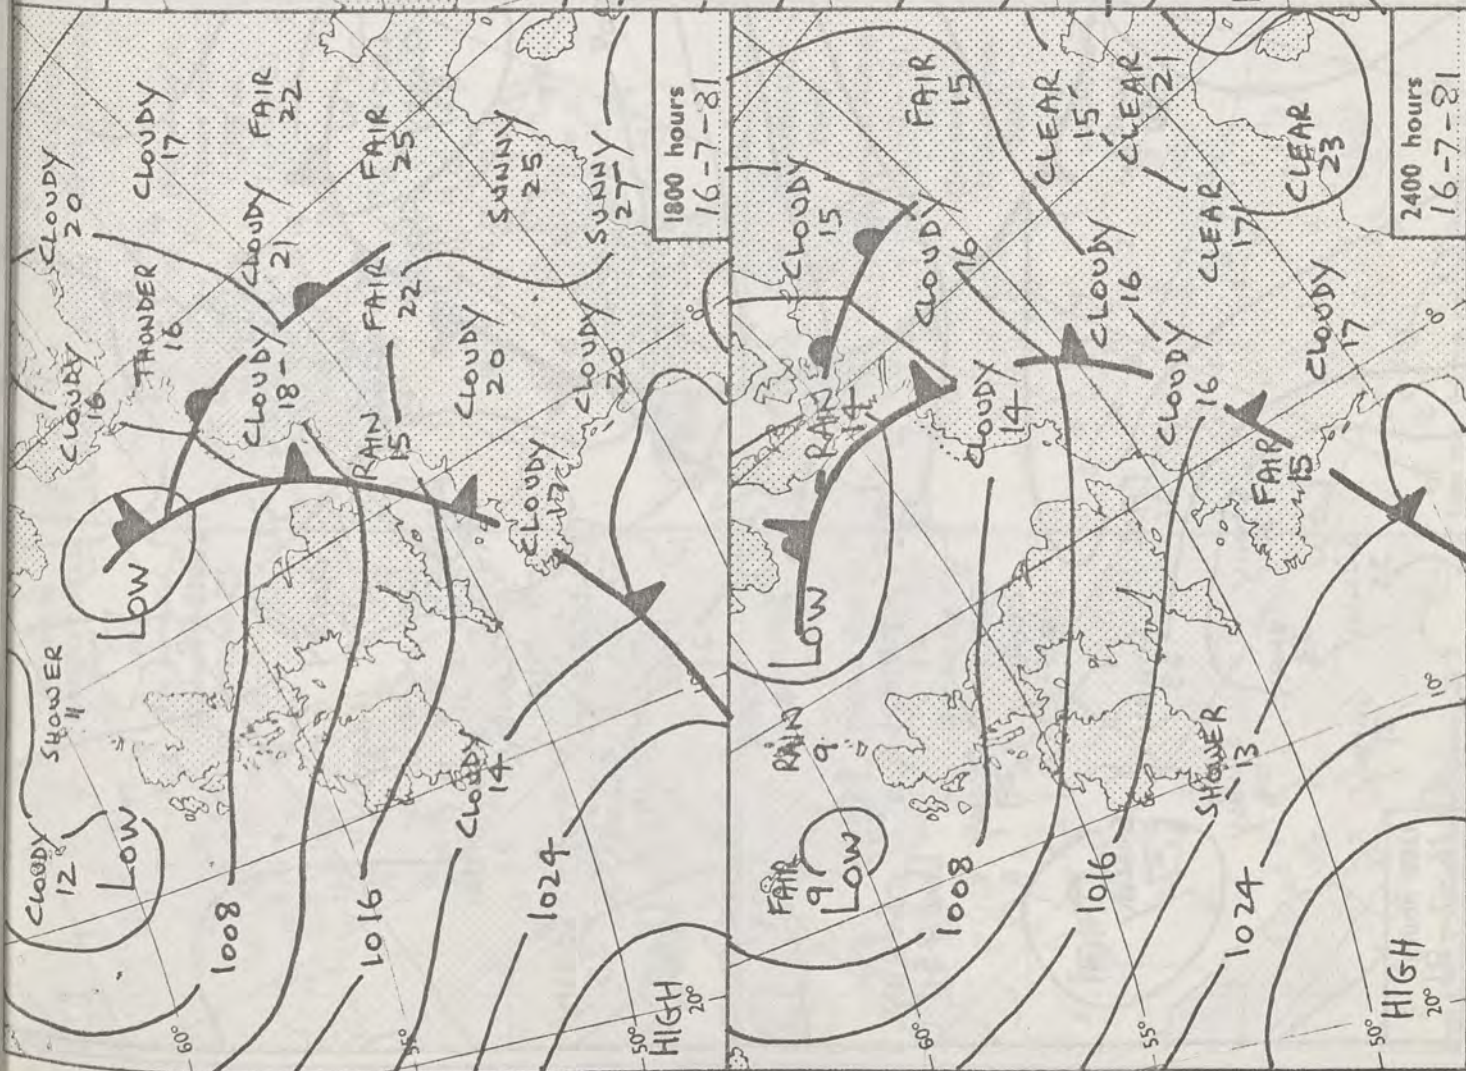 CLOUDY
20
CLOUDY
17
FAIR
22
CLOUDY
16
THUNDER
16
CLOUDY
21
FAIR
25
SUNNY
25
SUNNY
27
CLOUDY
18
FAIR
22
RAIN
15
CLOUDY
20
CLOUDY
20
CLOUDY
17
0°
LOW
SHOWER
11
CLOUDY
12
LOW
CLOUDY
14
1008
1016
1024
HIGH
60°
50°
20°
1800 hours
16-7-81
FAIR
15
CLEAR
15
CLEAR
21
CLEAR
23
CLEAR
17
CLOUDY
15
CLOUD
16
CLOUDY
16
CLOUDY
17
RAIN
14
CLOUDY
14
CLOUDY
16
FAIR
15
0°
LOW
RAIN
9
FAIR
9
LOW
SHOWER
13
10°
1008
1016
1024
HIGH
60°
55°
50°
20°
2400 hours
16-7-81